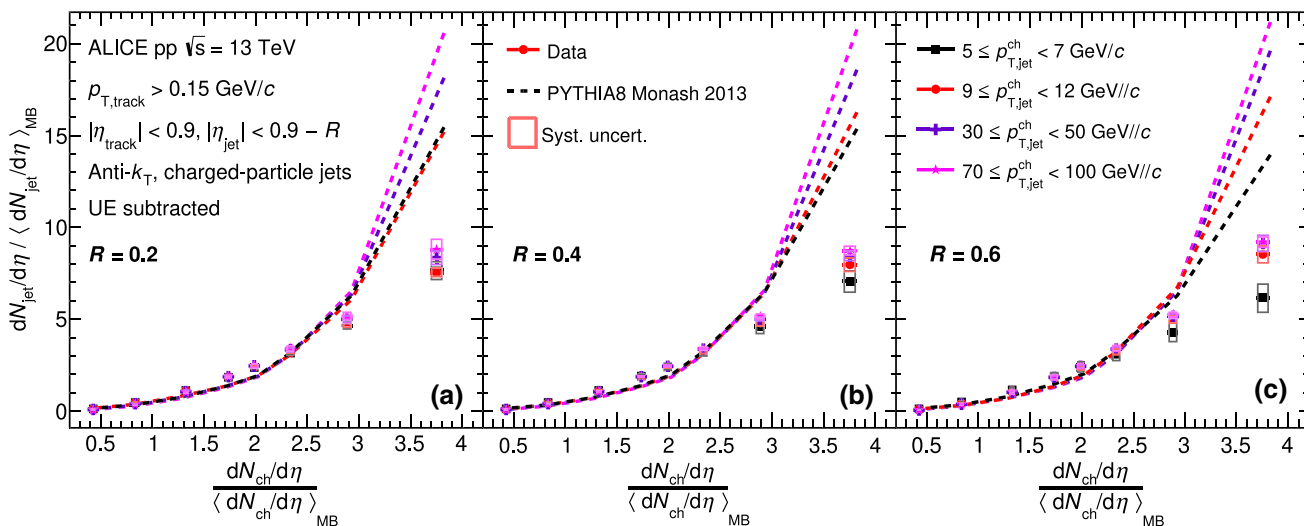 dN_jet/dη / ⟨ dN_jet/dη ⟩_MB
20
15
10
5
0
ALICE pp √s = 13 TeV
p_T,track > 0.15 GeV/c
|η_track| < 0.9, |η_jet| < 0.9 − R
Anti-k_T, charged-particle jets
UE subtracted
R = 0.2
(a)
0.5 1 1.5 2 2.5 3 3.5 4
dN_ch/dη
⟨ dN_ch/dη ⟩_MB
Data
PYTHIA8 Monash 2013
Syst. uncert.
R = 0.4
(b)
0.5 1 1.5 2 2.5 3 3.5 4
dN_ch/dη
⟨ dN_ch/dη ⟩_MB
5 ≤ p^ch_T,jet < 7 GeV/c
9 ≤ p^ch_T,jet < 12 GeV//c
30 ≤ p^ch_T,jet < 50 GeV//c
70 ≤ p^ch_T,jet < 100 GeV//c
R = 0.6
(c)
0.5 1 1.5 2 2.5 3 3.5 4
dN_ch/dη
⟨ dN_ch/dη ⟩_MB